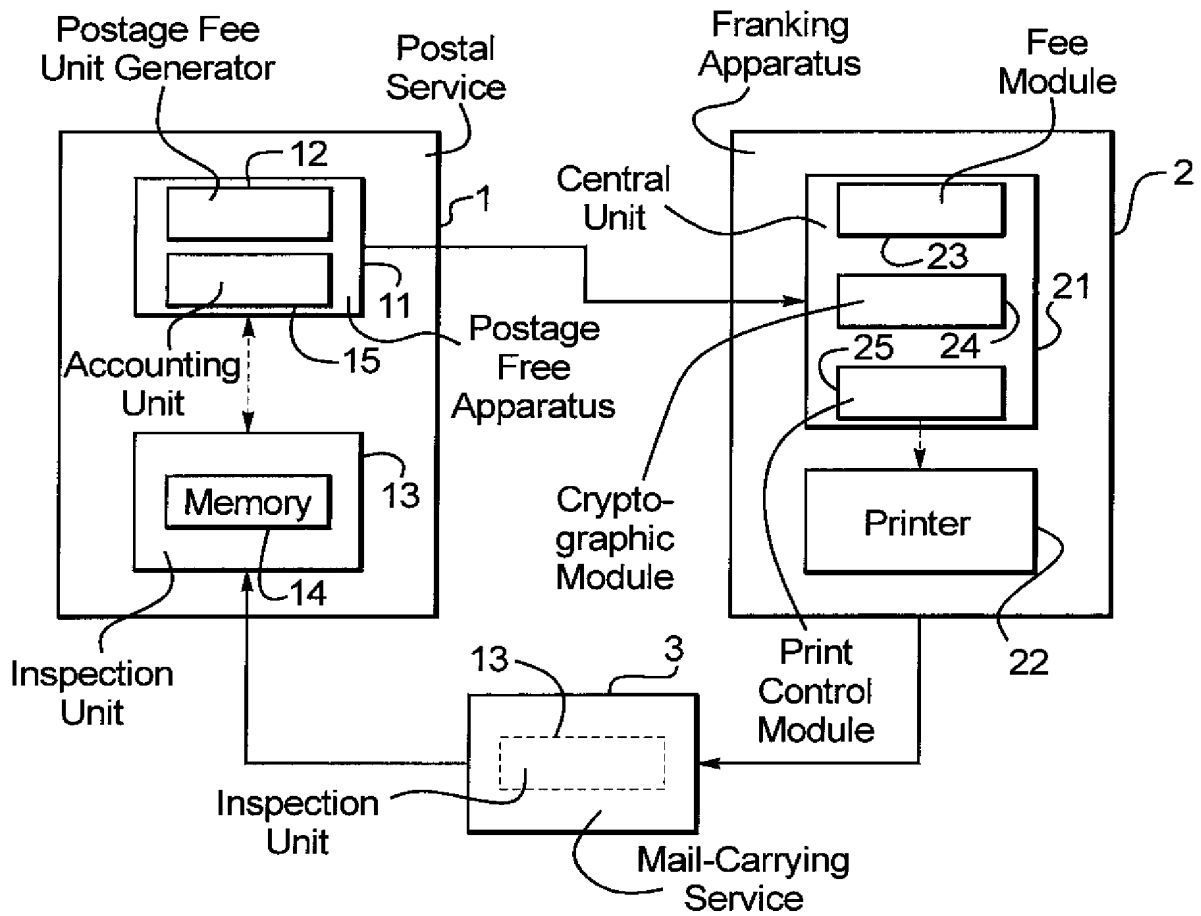 Postage Fee
Unit Generator
Postal
Service
12
1
11
15
Accounting
Unit
Postage
Free
Apparatus
13
Memory
14
Inspection
Unit
Franking
Apparatus
Fee
Module
Central
Unit
2
23
21
24
25
Crypto-
graphic
Module
Printer
22
Print
Control
Module
13
3
Inspection
Unit
Mail-Carrying
Service